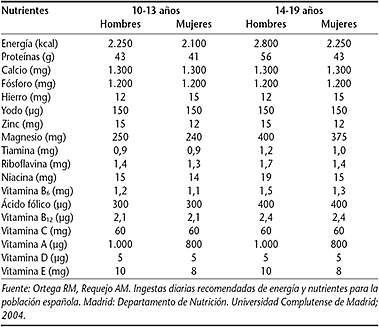 Nutrientes 10-13 años 14-19 años
Hombres Mujeres Hombres Mujeres
Energía (kcal) 2.250 2.100 2.800 2.250
Proteínas (g) 43 41 56 43
Calcio (mg) 1.300 1.300 1.300 1.300
Fósforo (mg) 1.200 1.200 1.200 1.200
Hierro (mg) 12 15 12 15
Yodo (μg) 150 150 150 150
Zinc (mg) 15 12 15 12
Magnesio (mg) 250 240 400 375
Tiamina (mg) 0,9 0,9 1,2 1,0
Riboflavina (mg) 1,4 1,3 1,7 1,4
Niacina (mg) 15 14 19 15
Vitamina B₆ (mg) 1,2 1,1 1,5 1,3
Ácido fólico (μg) 300 300 400 400
Vitamina B₁₂ (μg) 2,1 2,1 2,4 2,4
Vitamina C (mg) 60 60 60 60
Vitamina A (μg) 1.000 800 1.000 800
Vitamina D (μg) 5 5 5 5
Vitamina E (mg) 10 8 10 8
Fuente: Ortega RM, Requejo AM. Ingestas diarias recomendadas de energía y nutrientes para la
población española. Madrid: Departamento de Nutrición. Universidad Complutense de Madrid;
2004.